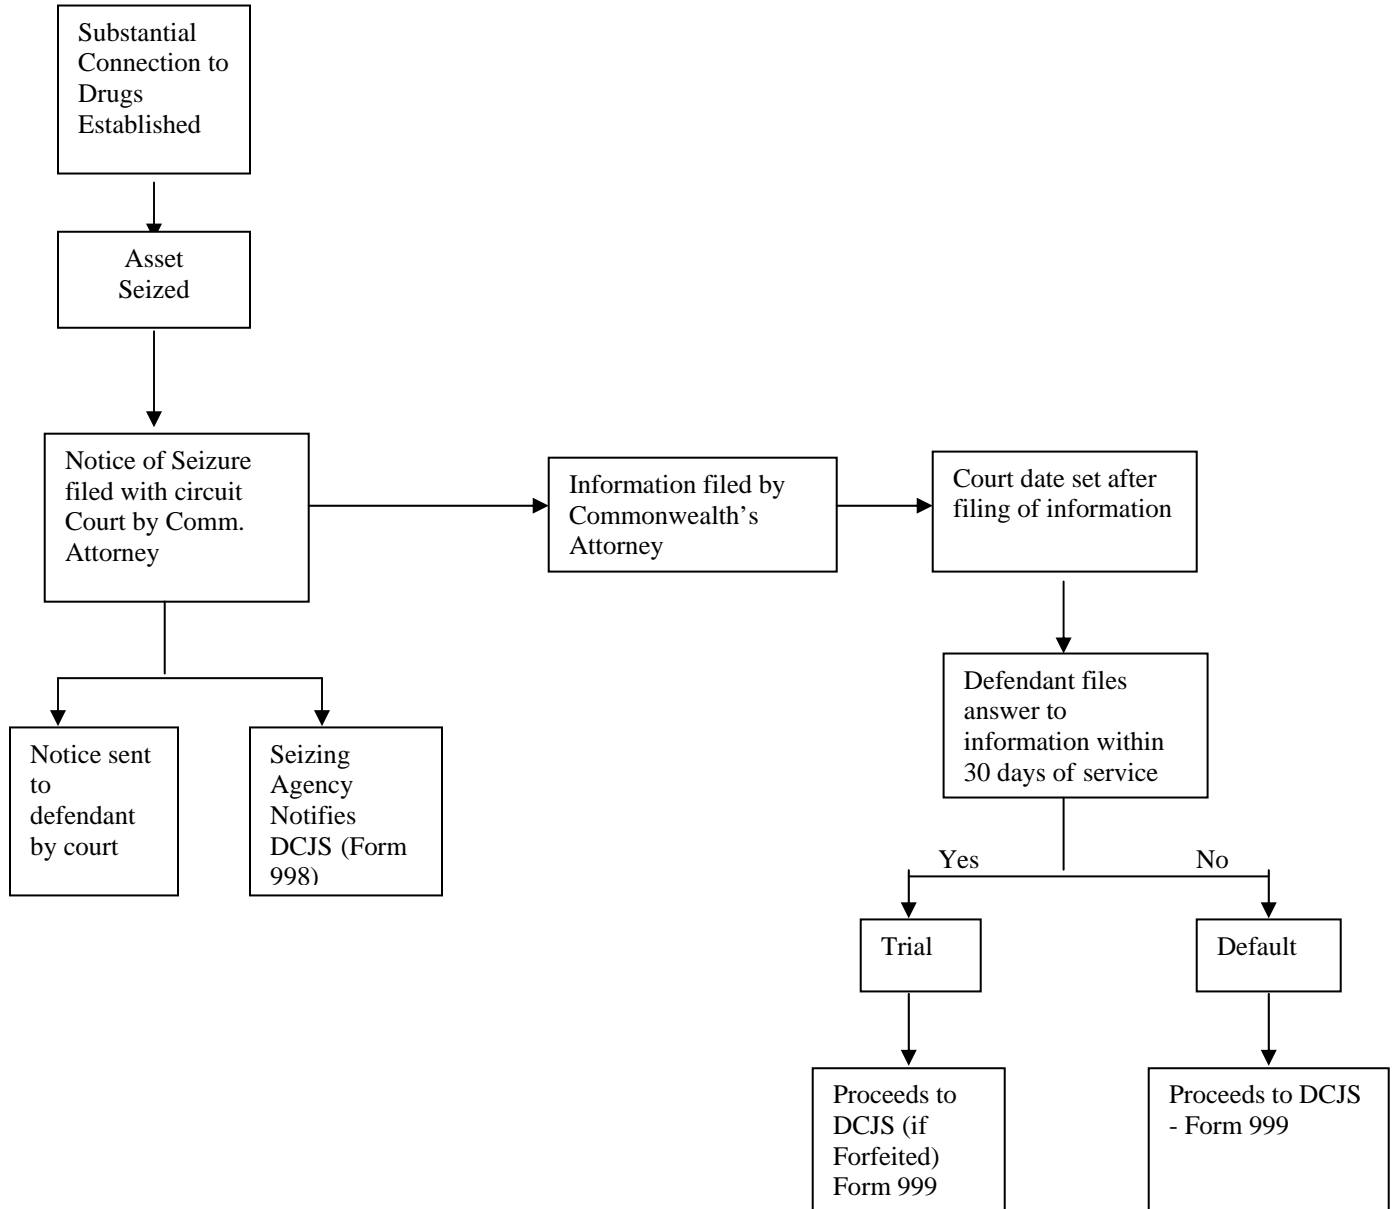 Substantial
Connection to
Drugs
Established
Asset
Seized
Notice of Seizure
filed with circuit
Court by Comm.
Attorney
Information filed by
Commonwealth's
Attorney
Court date set after
filing of information
Notice sent
to
defendant
by court
Seizing
Agency
Notifies
DCJS (Form
998)
Defendant files
answer to
information within
30 days of service
Yes
No
Trial
Default
Proceeds to
DCJS (if
Forfeited)
Form 999
Proceeds to DCJS
- Form 999